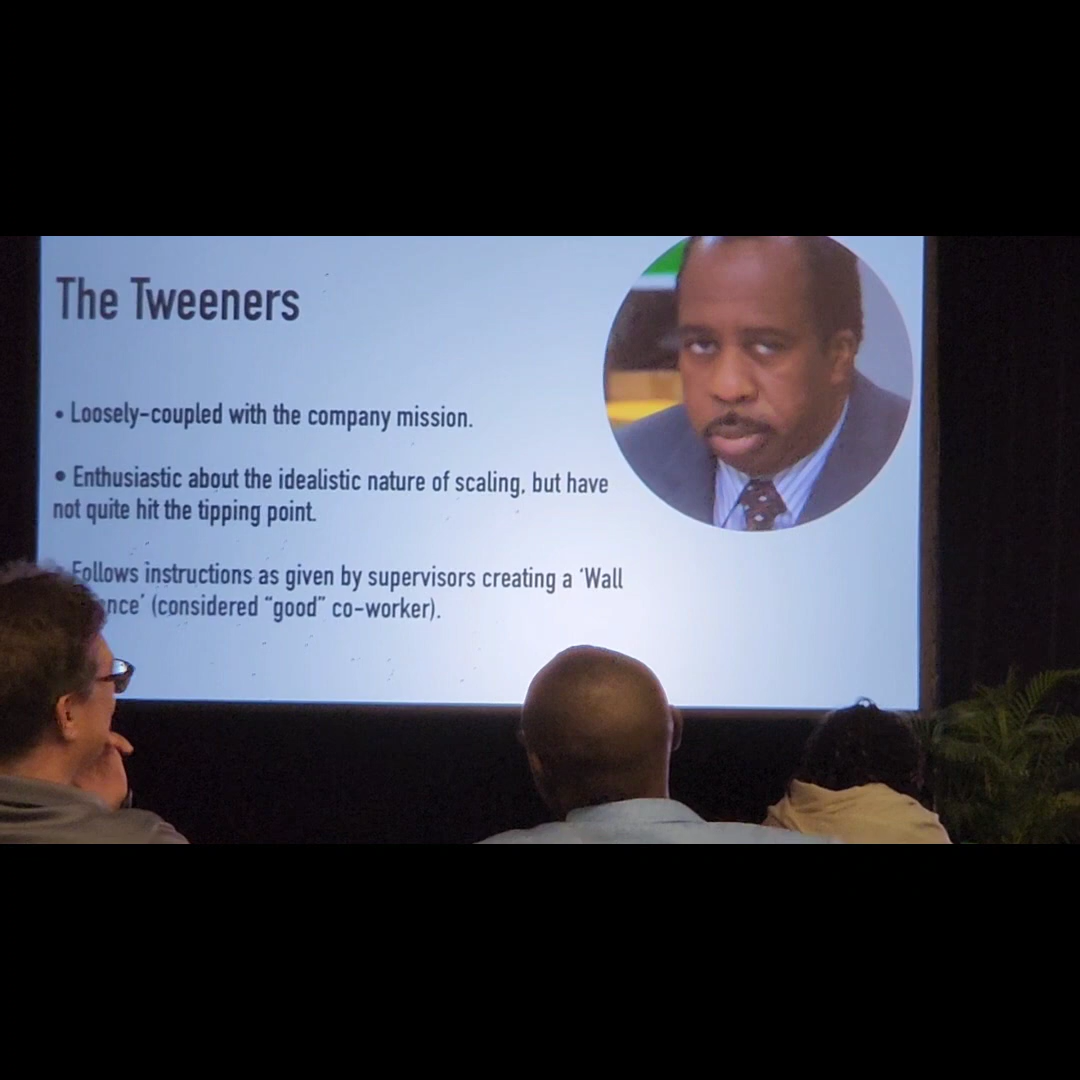 The Tweeners
• Loosely-coupled with the company mission.
• Enthusiastic about the idealistic nature of scaling, but have
not quite hit the tipping point.
Follows instructions as given by supervisors creating a ‘Wall
(considered “good” co-worker).